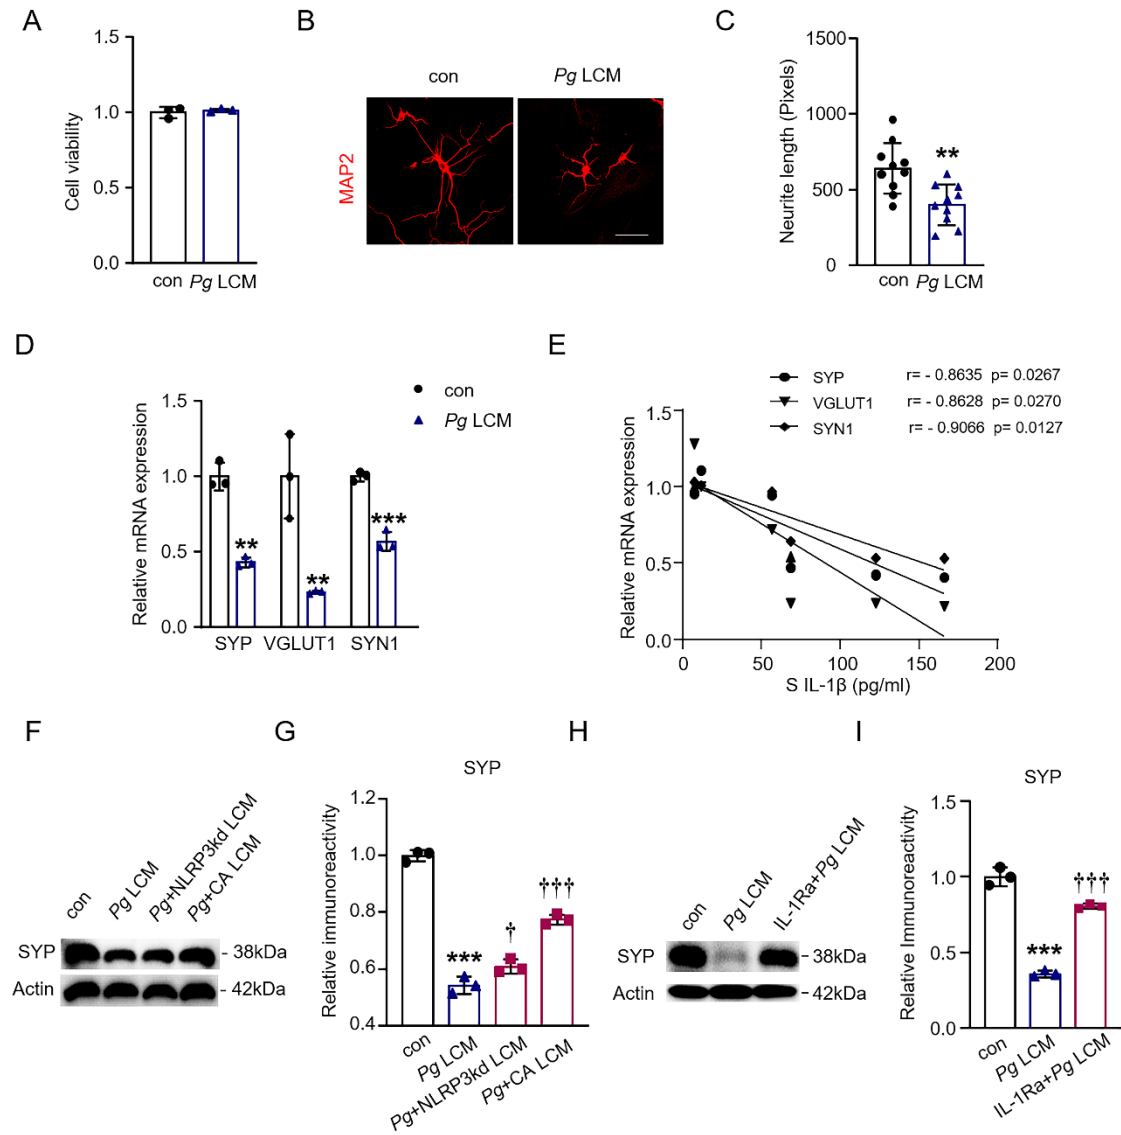 A
1.5
1.0
0.5
0.0
Cell viability
con
Pg LCM
B
con
Pg LCM
MAP2
C
1500
1000
500
0
Neurite length (Pixels)
**
con
Pg LCM
D
con
Pg LCM
1.5
1.0
0.5
0.0
Relative mRNA expression
**
**
***
SYP
VGLUT1
SYN1
E
SYP r= - 0.8635 p= 0.0267
VGLUT1 r= - 0.8628 p= 0.0270
SYN1 r= - 0.9066 p= 0.0127
1.5
1.0
0.5
0.0
Relative mRNA expression
0 50 100 150 200
S IL-1β (pg/ml)
F
con
Pg LCM
Pg+NLRP3kd LCM
Pg+CA LCM
SYP - 38kDa
Actin - 42kDa
G
SYP
1.2
1.0
0.8
0.6
0.4
Relative immunoreactivity
***
†
†††
con
Pg LCM
Pg+NLRP3kd LCM
Pg+CA LCM
H
con
Pg LCM
IL-1Ra+Pg LCM
SYP -38kDa
Actin -42kDa
I
SYP
1.5
1.0
0.5
0.0
Relative Immunoreactivity
***
†††
con
Pg LCM
IL-1Ra+Pg LCM